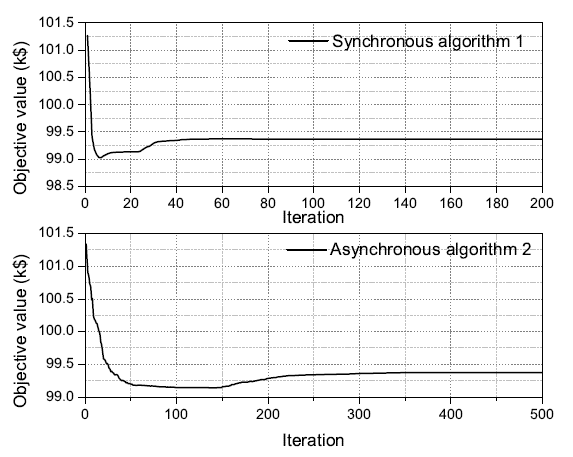 101.5
101.0
100.5
100.0
99.5
99.0
98.5
Objective value (k$)
Synchronous algorithm 1
0 20 40 60 80 100 120 140 160 180 200
Iteration
101.5
101.0
100.5
100.0
99.5
99.0
Objective value (k$)
Asynchronous algorithm 2
0 100 200 300 400 500
Iteration